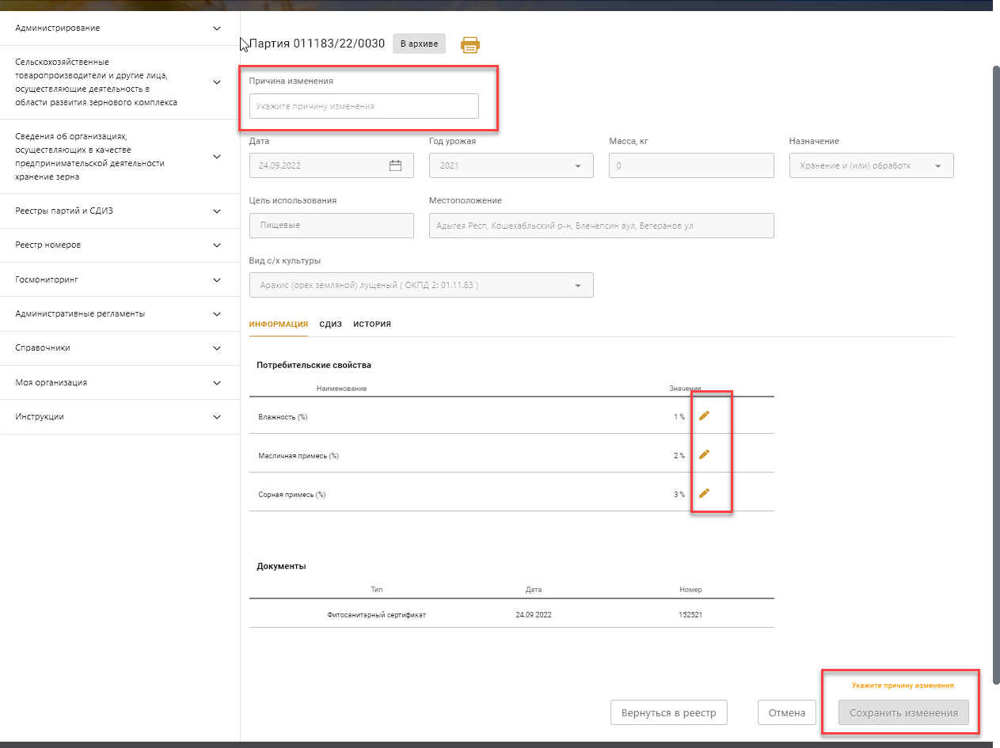 Администрирование
Сельскохозяйственные
товаропроизводители и другие лица,
осуществляющие деятельность в
области развития зернового комплекса
Сведения об организациях,
осуществляющих в качестве
предпринимательской деятельности
хранение зерна
Реестры партий и СДИЗ
Реестр номеров
Госмониторинг
Административные регламенты
Справочники
Моя организация
Инструкции
Партия 011183/22/0030 В архиве
Причина изменения
Укажите причину изменения
Дата Год урожая Масса, кг Назначение
24.09.2022 2021 0 Хранение и (или) обработк
Цель использования Местоположение
Пищевые Адыгея Респ, Кошехабльский р-н, Блечепсин аул, Ветеранов ул
Вид с/х культуры
Арахис (орех земляной) лущеный ( ОКПД 2: 01.11.83 )
ИНФОРМАЦИЯ СДИЗ ИСТОРИЯ
Потребительские свойства
Наименование Значение
Влажность (%) 1 %
Масличная примесь (%) 2 %
Сорная примесь (%) 3 %
Документы
Тип Дата Номер
Фитосанитарный сертификат 24.09.2022 152521
Укажите причину изменения
Вернуться в реестр Отмена Сохранить изменения